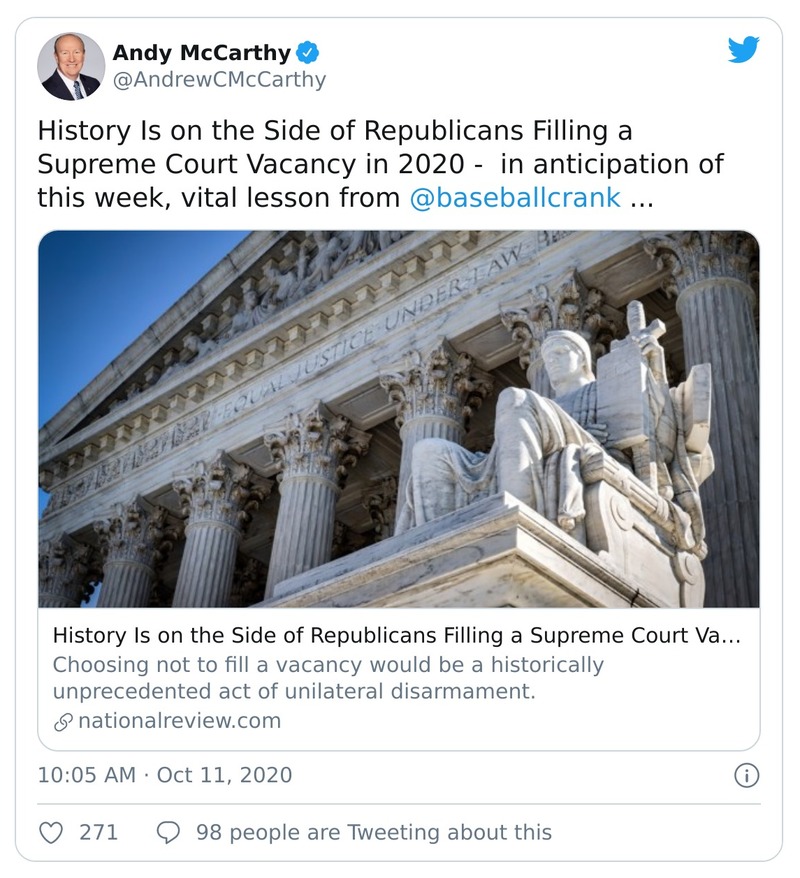 Andy McCarthy
@AndrewCMcCarthy
History Is on the Side of Republicans Filling a
Supreme Court Vacancy in 2020 -  in anticipation of
this week, vital lesson from @baseballcrank ...
EQUAL JUSTICE UNDER LAW
History Is on the Side of Republicans Filling a Supreme Court Va...
Choosing not to fill a vacancy would be a historically
unprecedented act of unilateral disarmament.
nationalreview.com
10:05 AM · Oct 11, 2020
271 98 people are Tweeting about this